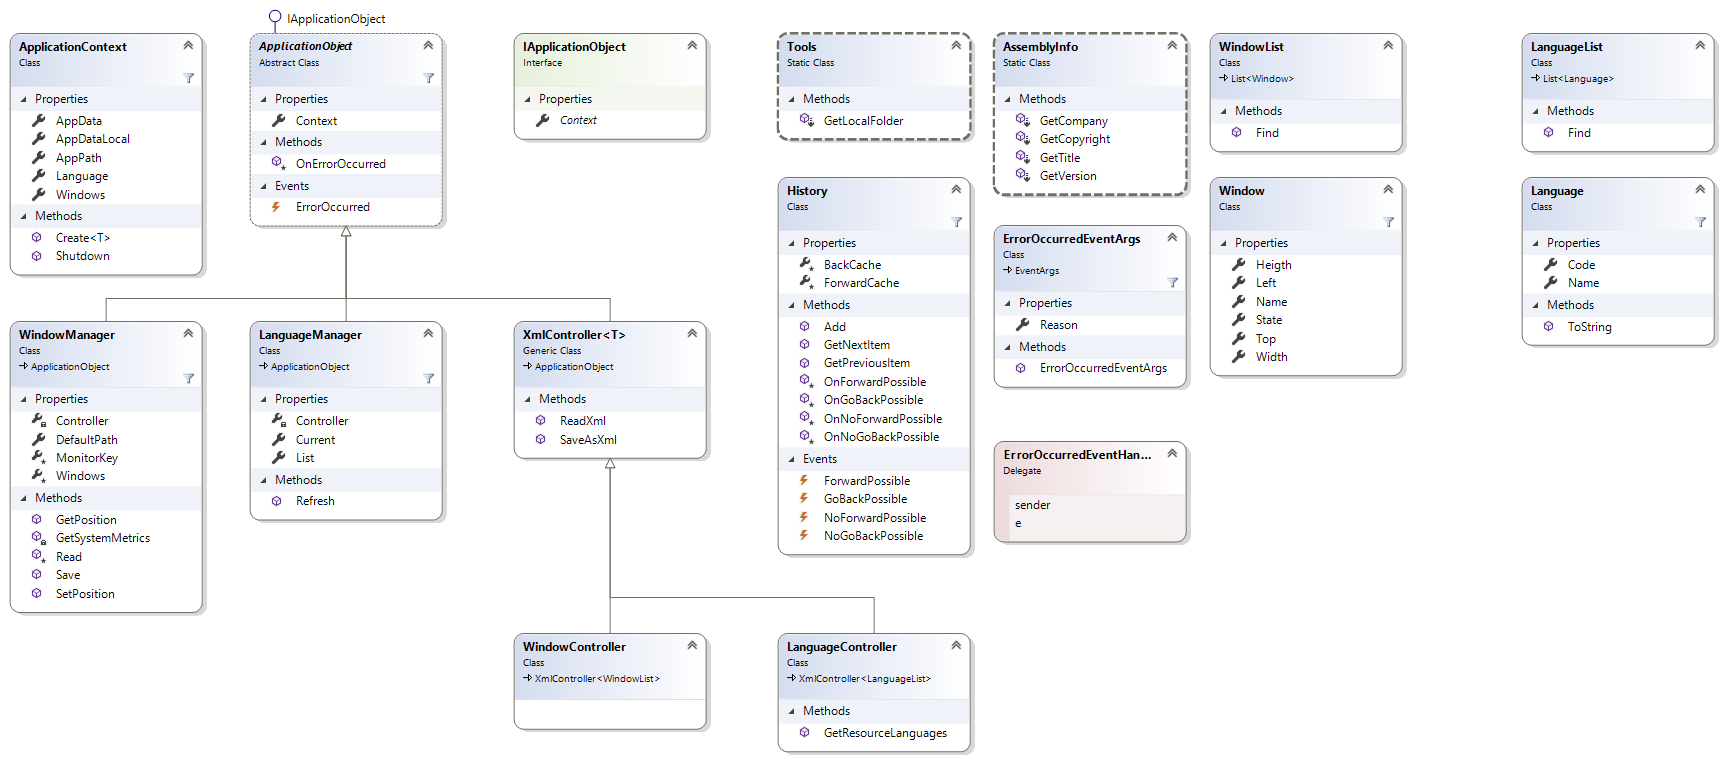 IApplicationObject
ApplicationContext
Class
Properties
AppData
AppDataLocal
AppPath
Language
Windows
Methods
Create<T>
Shutdown
ApplicationObject
Abstract Class
Properties
Context
Methods
OnErrorOccurred
Events
ErrorOccurred
IApplicationObject
Interface
Properties
Context
Tools
Static Class
Methods
GetLocalFolder
AssemblyInfo
Static Class
Methods
GetCompany
GetCopyright
GetTitle
GetVersion
WindowList
Class
List<Window>
Methods
Find
LanguageList
Class
List<Language>
Methods
Find
History
Class
Properties
BackCache
ForwardCache
Methods
Add
GetNextItem
GetPreviousItem
OnForwardPossible
OnGoBackPossible
OnNoForwardPossible
OnNoGoBackPossible
Events
ForwardPossible
GoBackPossible
NoForwardPossible
NoGoBackPossible
ErrorOccurredEventArgs
Class
EventArgs
Properties
Reason
Methods
ErrorOccurredEventArgs
Window
Class
Properties
Heigth
Left
Name
State
Top
Width
Language
Class
Properties
Code
Name
Methods
ToString
WindowManager
Class
ApplicationObject
Properties
Controller
DefaultPath
MonitorKey
Windows
Methods
GetPosition
GetSystemMetrics
Read
Save
SetPosition
LanguageManager
Class
ApplicationObject
Properties
Controller
Current
List
Methods
Refresh
XmlController<T>
Generic Class
ApplicationObject
Methods
ReadXml
SaveAsXml
ErrorOccurredEventHan...
Delegate
sender
e
WindowController
Class
XmlController<WindowList>
LanguageController
Class
XmlController<LanguageList>
Methods
GetResourceLanguages